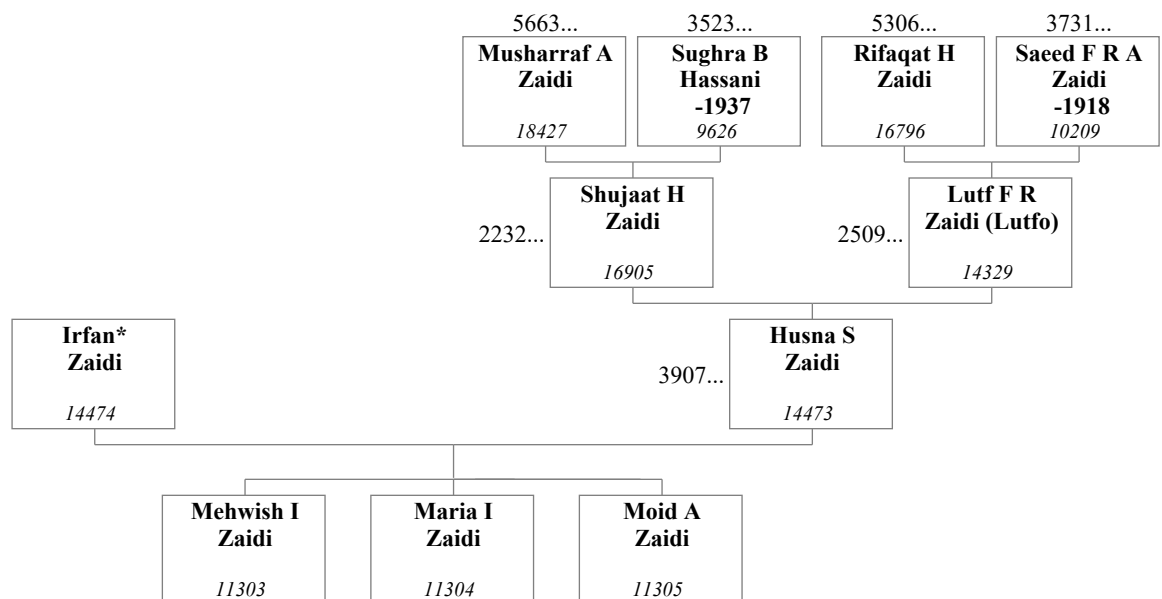 5663...
3523...
5306...
3731...
Musharraf A
Zaidi
18427
Sughra B
Hassani
-1937
9626
Rifaqat H
Zaidi
16796
Saeed F R A
Zaidi
-1918
10209
2232...
Shujaat H
Zaidi
16905
2509...
Lutf F R
Zaidi (Lutfo)
14329
Irfan*
Zaidi
14474
3907...
Husna S
Zaidi
14473
Mehwish I
Zaidi
11303
Maria I
Zaidi
11304
Moid A
Zaidi
11305